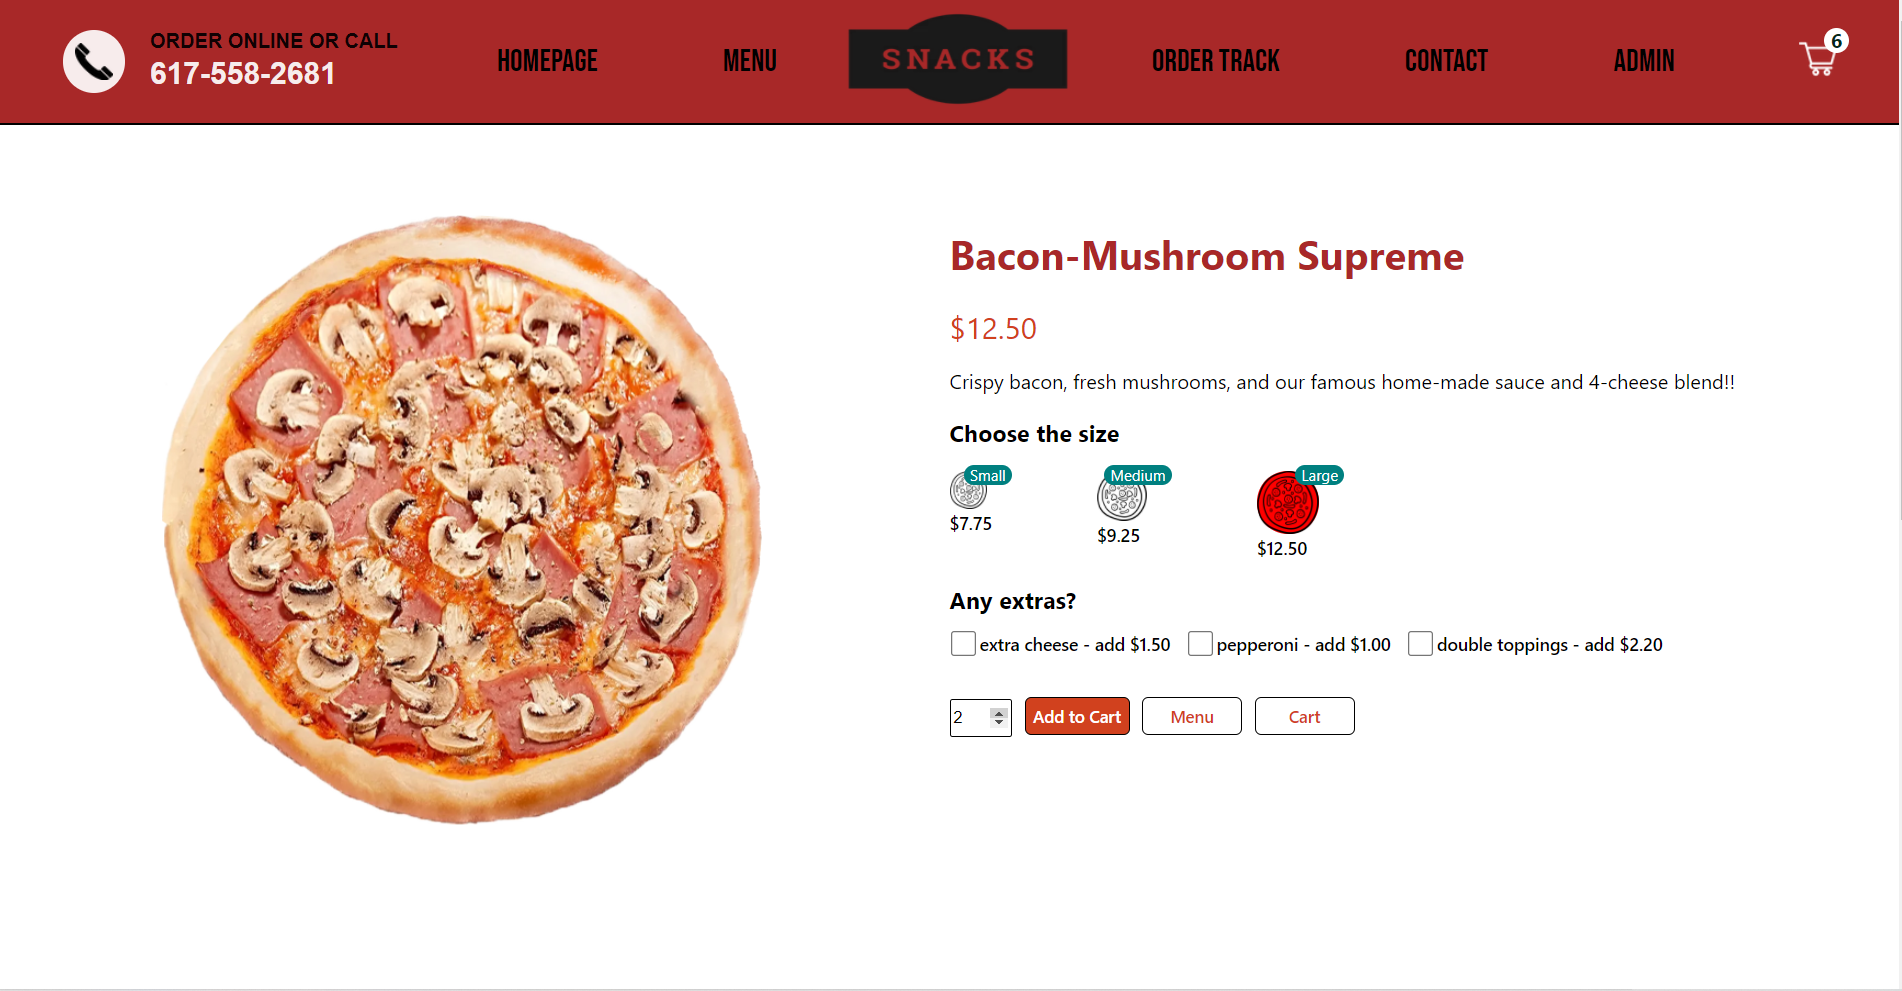 ORDER ONLINE OR CALL
617-558-2681
HOMEPAGE
MENU
SNACKS
ORDER TRACK
CONTACT
ADMIN
6
Bacon-Mushroom Supreme
$12.50
Crispy bacon, fresh mushrooms, and our famous home-made sauce and 4-cheese blend!!
Choose the size
Small
Medium
Large
$7.75
$9.25
$12.50
Any extras?
extra cheese - add $1.50 pepperoni - add $1.00 double toppings - add $2.20
2 Add to Cart Menu Cart